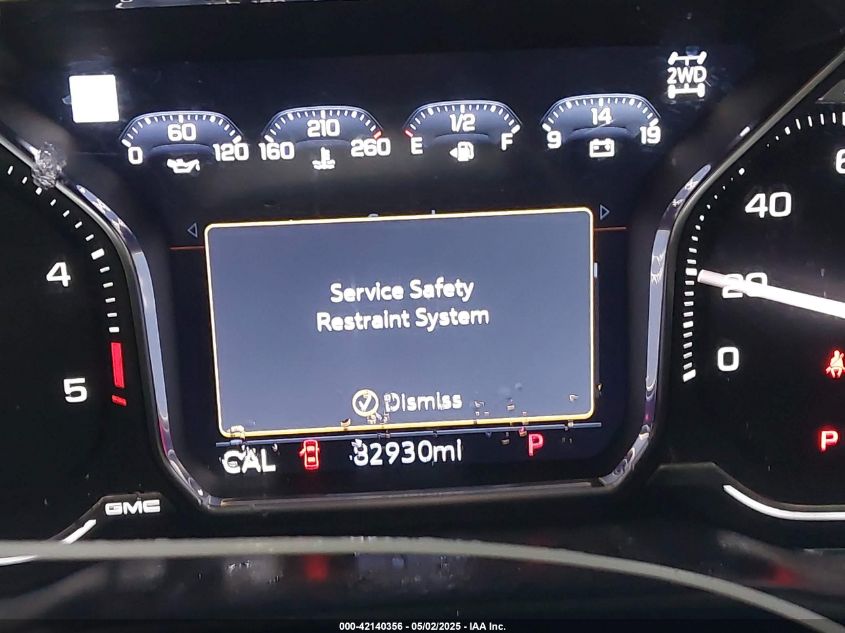 2WD
60
0 120
210
160 260
1/2
E F
14
9 19
40
20
0
4
5
Service Safety
Restraint System
Dismiss
CAL 82930mi P
P
GMC
000-42140356 - 05/02/2025 - IAA Inc.